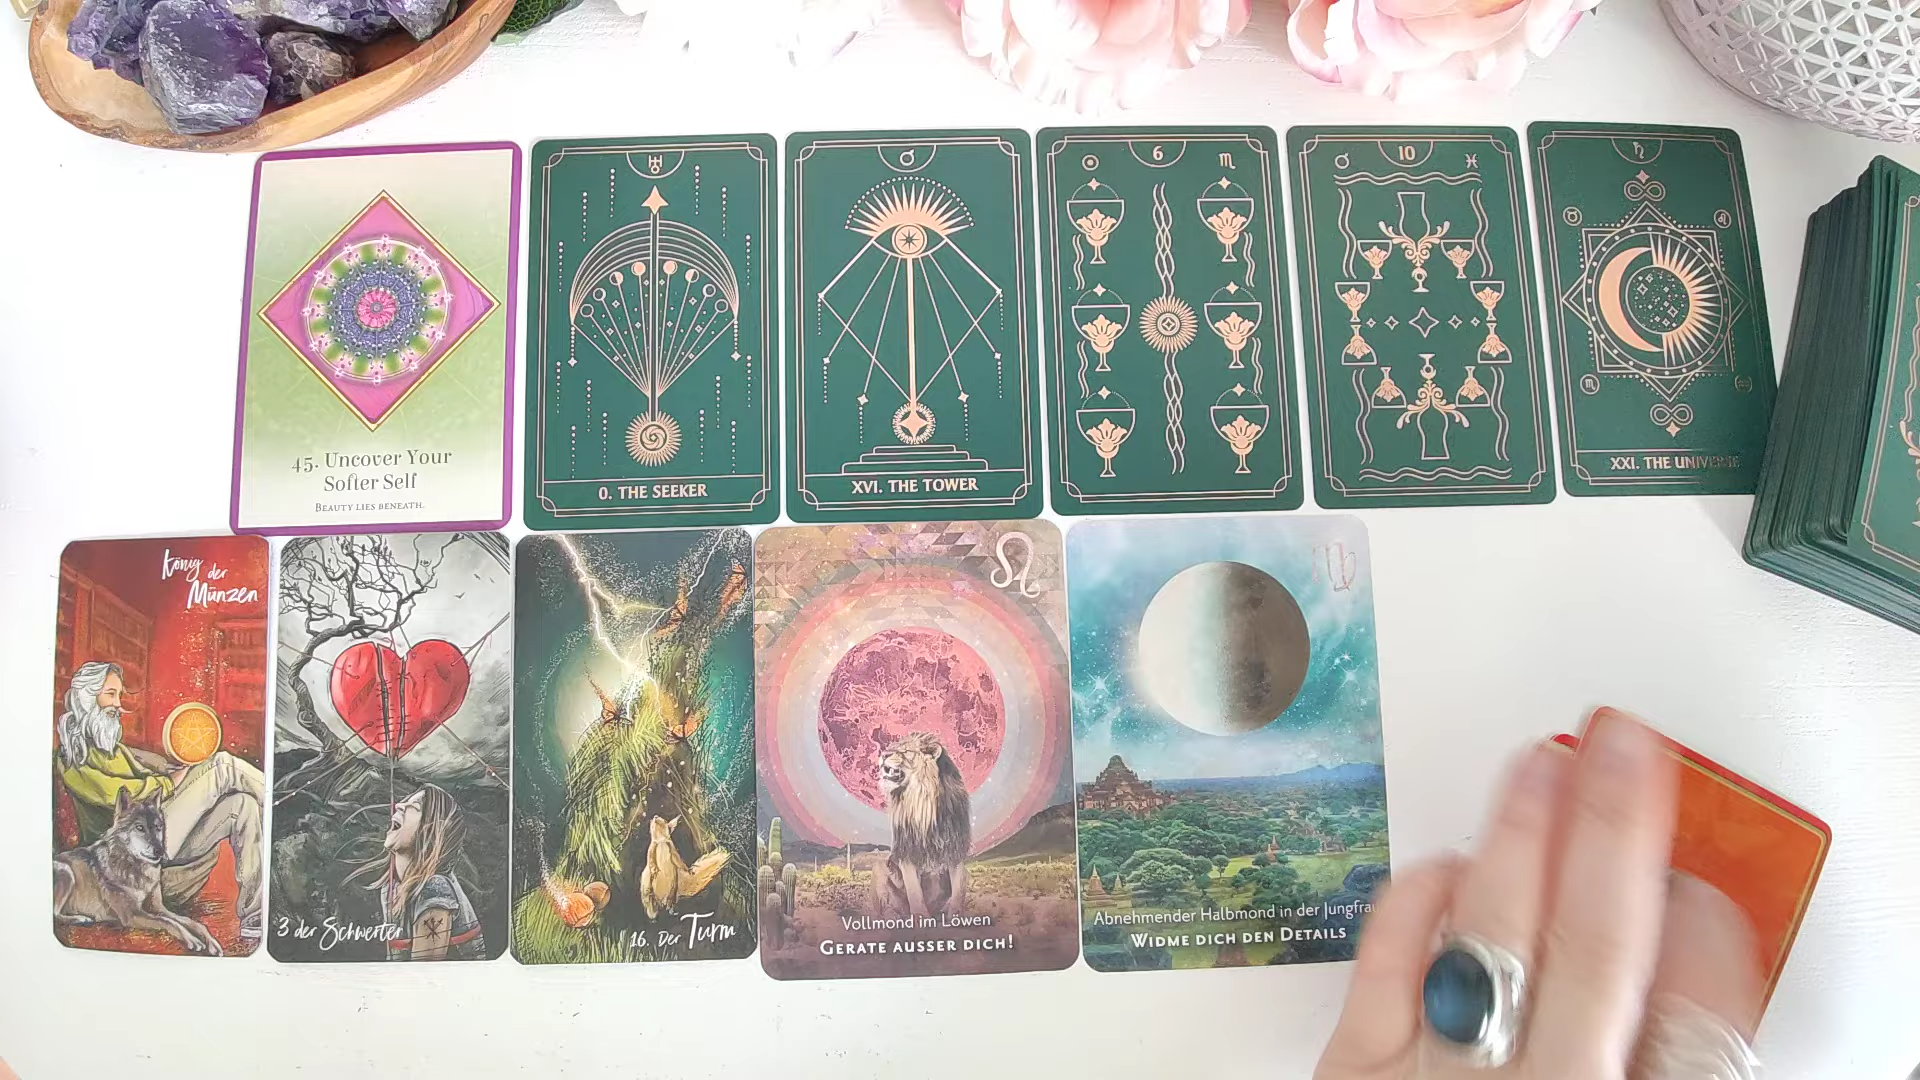 45. Uncover Your
Softer Self
BEAUTY LIES BENEATH.
0. THE SEEKER
XVI. THE TOWER
6
10
XXI. THE UNIVERSE
König
der
Münzen
3 der Schwerter
16. Der Turm
Vollmond im Löwen
GERATE AUSSER DICH!
Abnehmender Halbmond in der Jungfrau
WIDME DICH DEN DETAILS